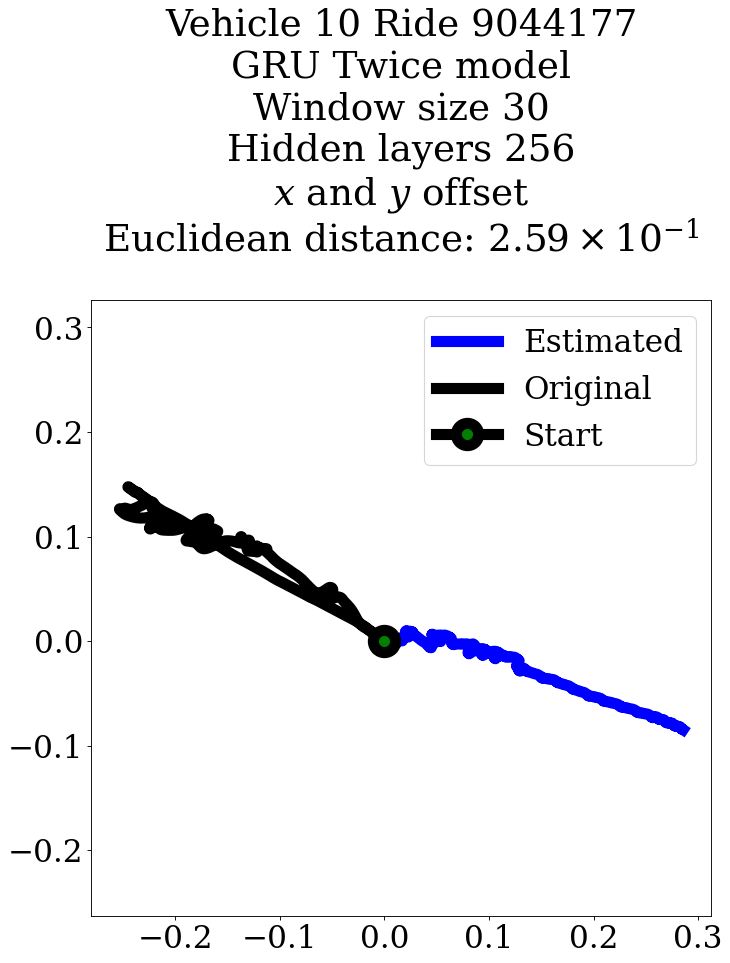 Vehicle 10 Ride 9044177
GRU Twice model
Window size 30
Hidden layers 256
x and y offset
Euclidean distance: 2.59 × 10⁻¹
Estimated
Original
Start
0.3
0.2
0.1
0.0
−0.1
−0.2
−0.2 −0.1 0.0 0.1 0.2 0.3